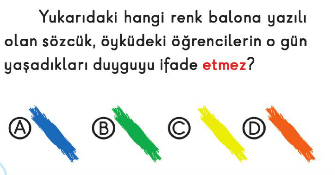 Yukarıdaki hangi renk balona yazılı
olan sözcük, öyküdeki öğrencilerin o gün
yaşadıkları duyguyu ifade etmez?
A B C D